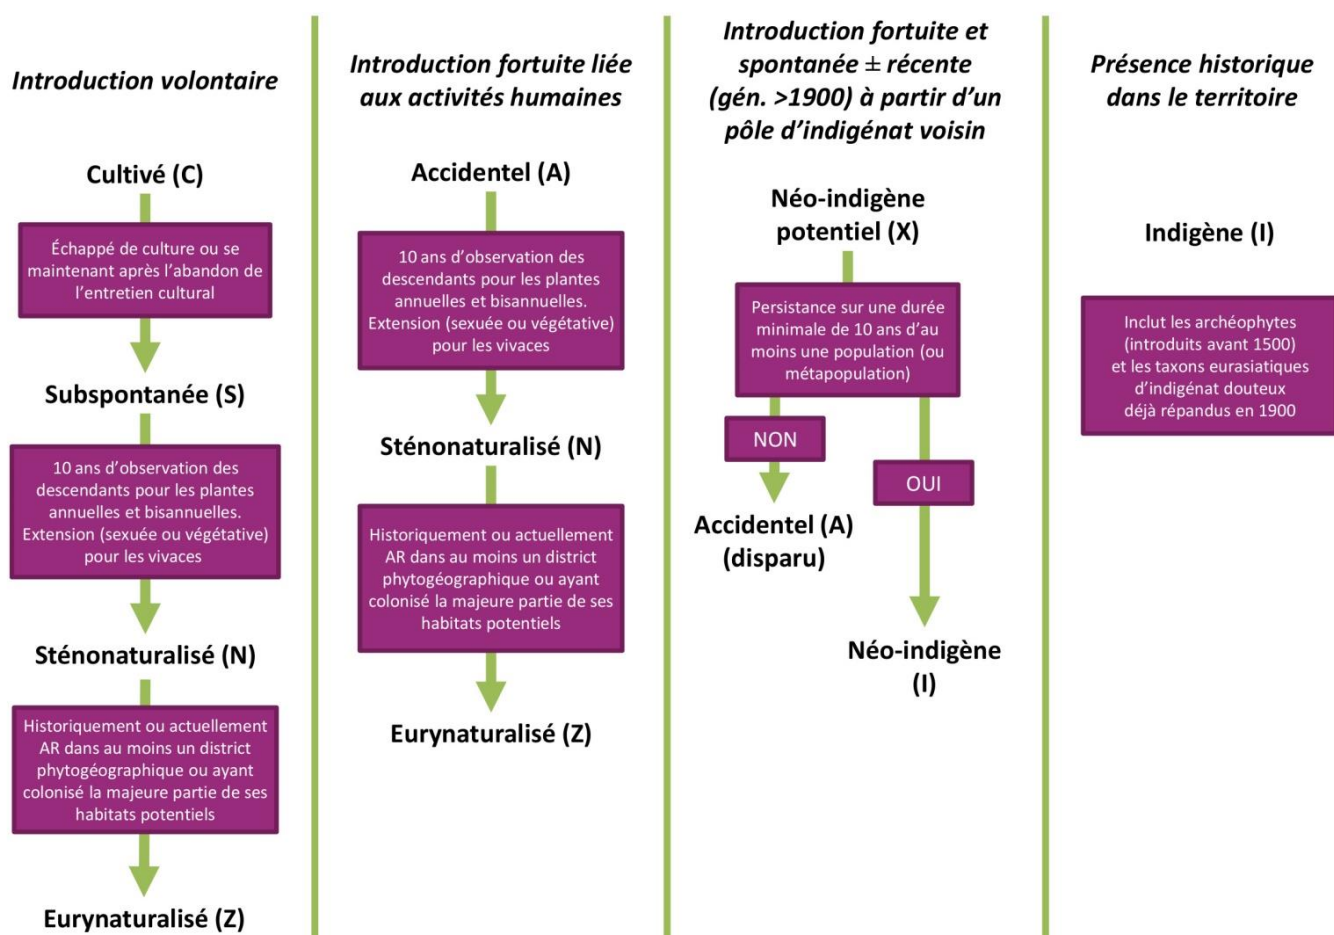 Introduction volontaire
Cultivé (C)
Échappé de culture ou se
maintenant après l'abandon de
l'entretien cultural
Subspontanée (S)
10 ans d'observation des
descendants pour les plantes
annuelles et bisannuelles.
Extension (sexuée ou végétative)
pour les vivaces
Sténonaturalisé (N)
Historiquement ou actuellement
AR dans au moins un district
phytogéographique ou ayant
colonisé la majeure partie de ses
habitats potentiels
Eurynaturalisé (Z)
Introduction fortuite liée
aux activités humaines
Accidentel (A)
10 ans d'observation des
descendants pour les plantes
annuelles et bisannuelles.
Extension (sexuée ou végétative)
pour les vivaces
Sténonaturalisé (N)
Historiquement ou actuellement
AR dans au moins un district
phytogéographique ou ayant
colonisé la majeure partie de ses
habitats potentiels
Eurynaturalisé (Z)
Introduction fortuite et
spontanée ± récente
(gén. >1900) à partir d'un
pôle d'indigénat voisin
Néo-indigène
potentiel (X)
Persistance sur une durée
minimale de 10 ans d'au
moins une population (ou
métapopulation)
NON
OUI
Accidentel (A)
(disparu)
Néo-indigène
(I)
Présence historique
dans le territoire
Indigène (I)
Inclut les archéophytes
(introduits avant 1500)
et les taxons eurasiatiques
d'indigénat douteux
déjà répandus en 1900